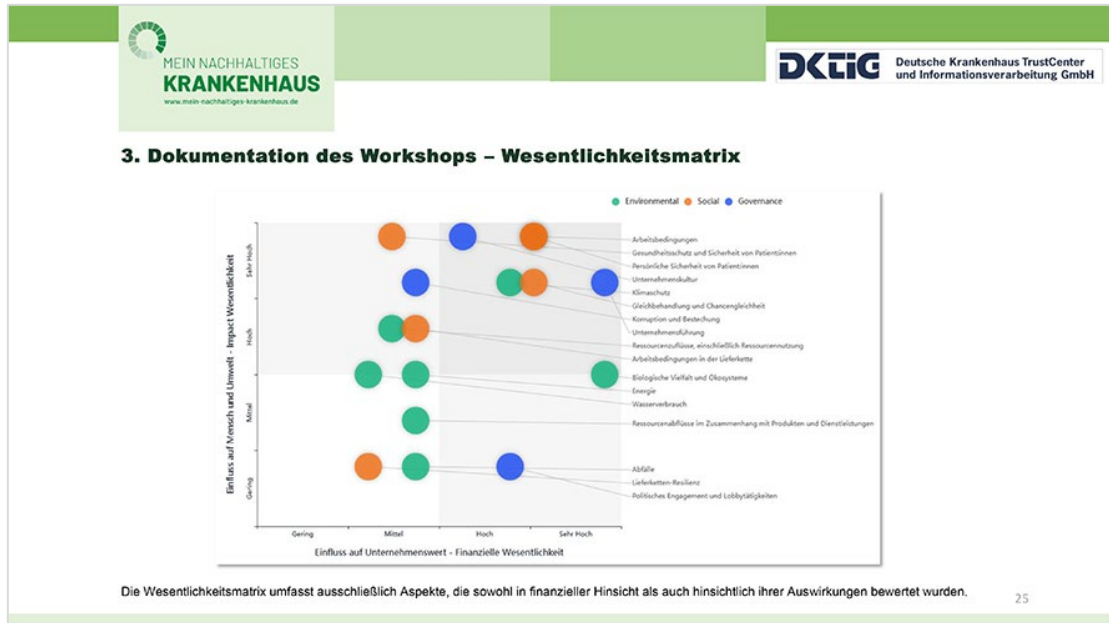 MEIN NACHHALTIGES
KRANKENHAUS
www.mein-nachhaltiges-krankenhaus.de
DKTIG
Deutsche Krankenhaus TrustCenter
und Informationsverarbeitung GmbH
3. Dokumentation des Workshops – Wesentlichkeitsmatrix
Environmental Social Governance
Einfluss auf Mensch und Umwelt - Impact Wesentlichkeit
Sehr Hoch
Hoch
Mittel
Gering
Arbeitsbedingungen
Gesundheitsschutz und Sicherheit von Patient:innen
Persönliche Sicherheit von Patient:innen
Unternehmenskultur
Klimaschutz
Gleichbehandlung und Chancengleichheit
Korruption und Bestechung
Unternehmensführung
Ressourcenzuflüsse, einschließlich Ressourcennutzung
Arbeitsbedingungen in der Lieferkette
Biologische Vielfalt und Ökosysteme
Energie
Wasserverbrauch
Ressourcenabflüsse im Zusammenhang mit Produkten und Dienstleistungen
Abfälle
Lieferketten-Resilienz
Politisches Engagement und Lobbytätigkeiten
Gering Mittel Hoch Sehr Hoch
Einfluss auf Unternehmenswert - Finanzielle Wesentlichkeit
Die Wesentlichkeitsmatrix umfasst ausschließlich Aspekte, die sowohl in finanzieller Hinsicht als auch hinsichtlich ihrer Auswirkungen bewertet wurden.
25